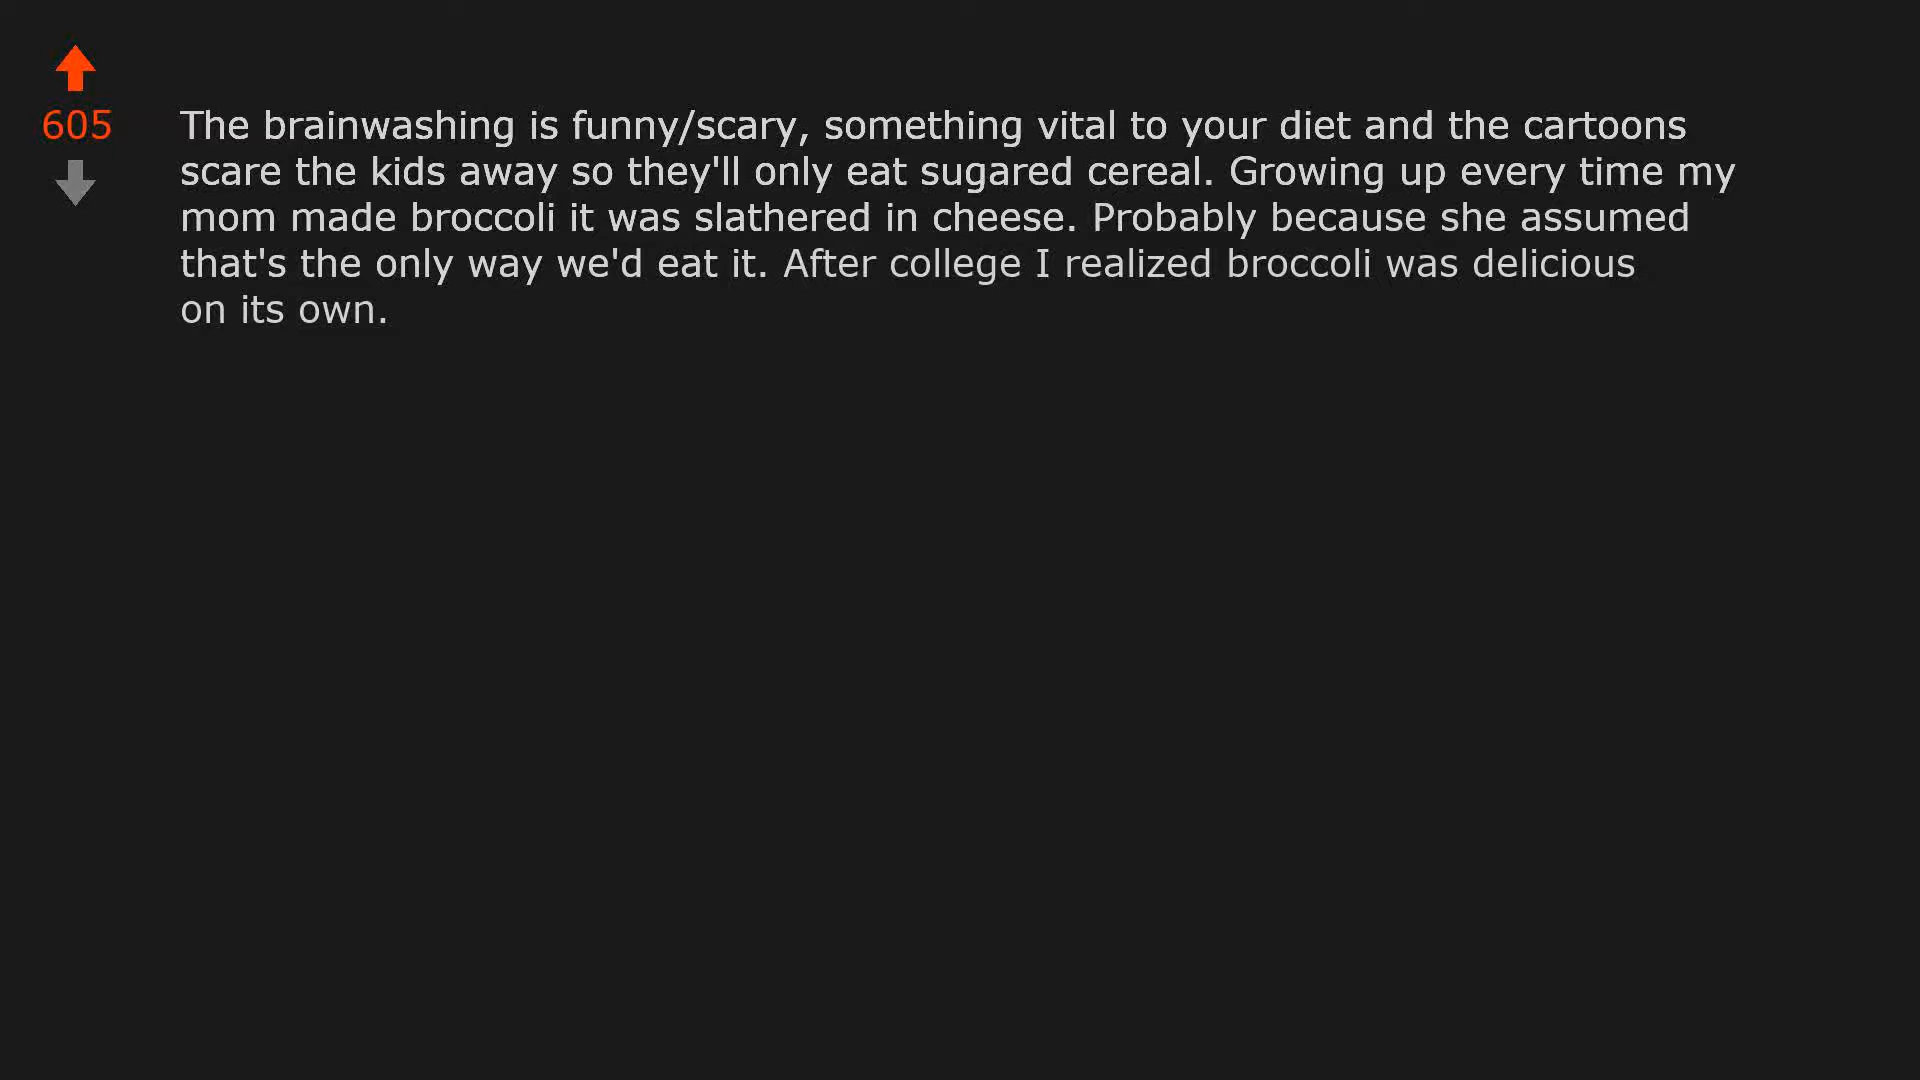 605
The brainwashing is funny/scary, something vital to your diet and the cartoons
scare the kids away so they'll only eat sugared cereal. Growing up every time my
mom made broccoli it was slathered in cheese. Probably because she assumed
that's the only way we'd eat it. After college I realized broccoli was delicious
on its own.